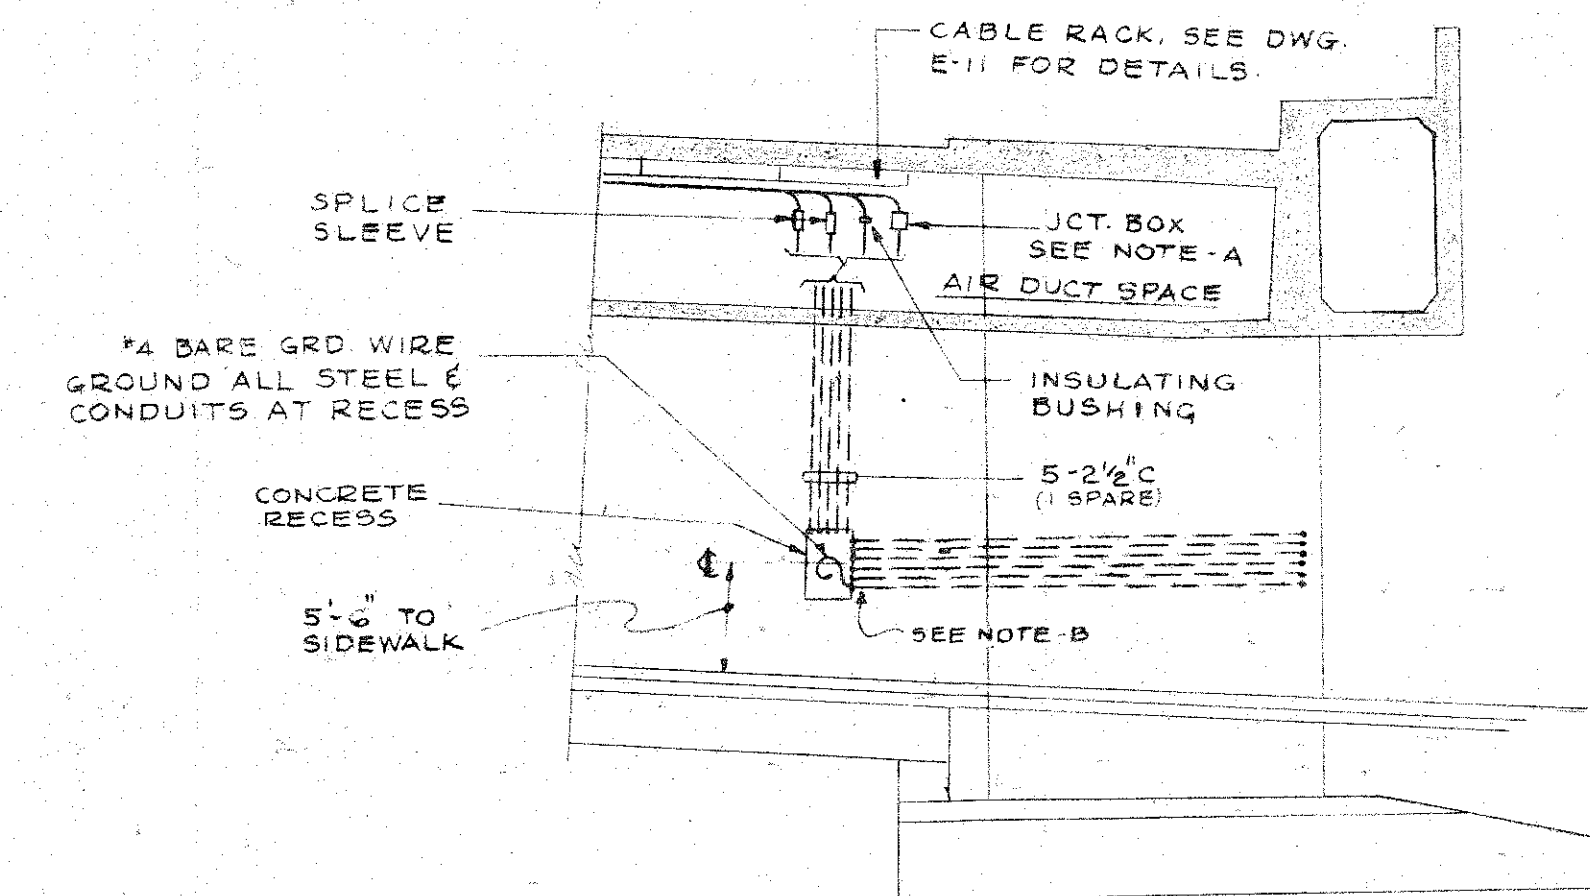 CABLE RACK, SEE DWG.
E-11 FOR DETAILS.
SPLICE
SLEEVE
JCT. BOX
SEE NOTE-A
AIR DUCT SPACE
#4 BARE GRD. WIRE
GROUND ALL STEEL &
CONDUITS AT RECESS
INSULATING
BUSHING
5-2½"C
(1 SPARE)
CONCRETE
RECESS
℄
5'-6" TO
SIDEWALK
SEE NOTE-B